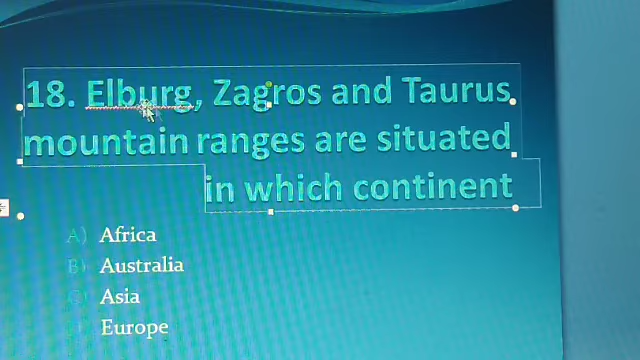 18. Elburg, Zagros and Taurus
mountain ranges are situated
in which continent
A) Africa
B) Australia
C) Asia
Europe